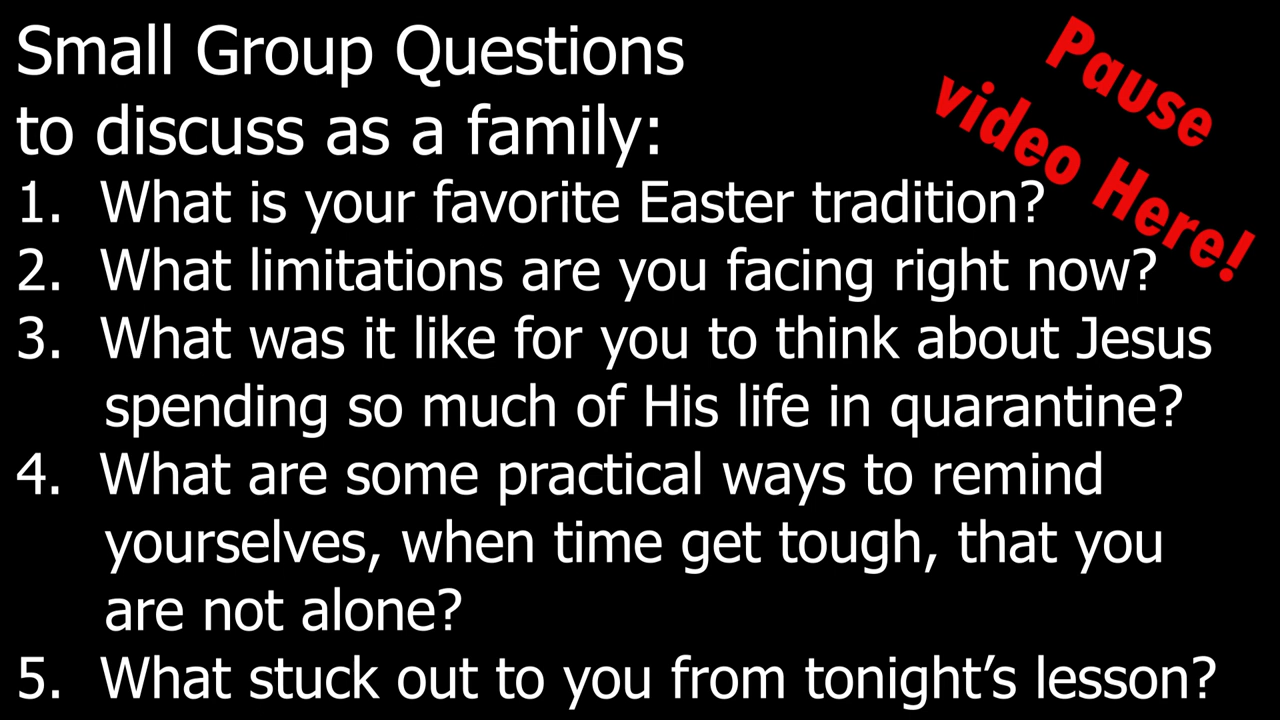 Small Group Questions
to discuss as a family:
Pause
video Here!
1. What is your favorite Easter tradition?
2. What limitations are you facing right now?
3. What was it like for you to think about Jesus
spending so much of His life in quarantine?
4. What are some practical ways to remind
yourselves, when time get tough, that you
are not alone?
5. What stuck out to you from tonight’s lesson?